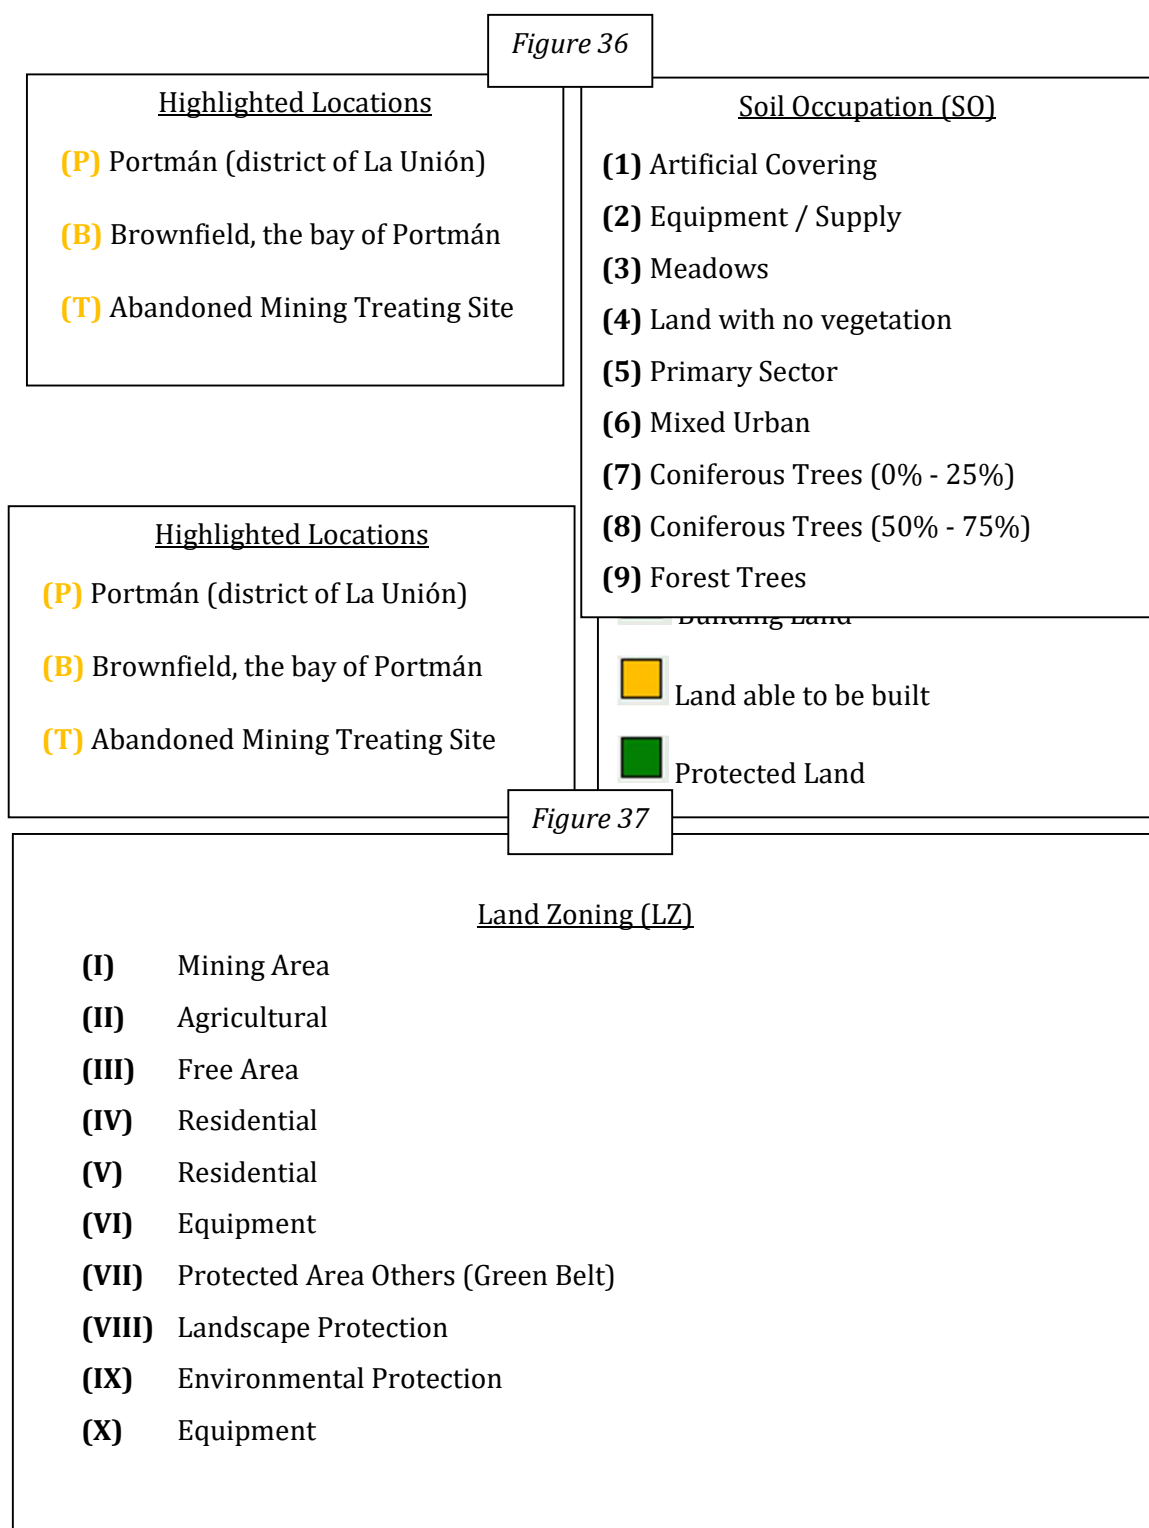 Figure 36
Highlighted Locations
(P) Portmán (district of La Unión)
(B) Brownfield, the bay of Portmán
(T) Abandoned Mining Treating Site
Soil Occupation (SO)
(1) Artificial Covering
(2) Equipment / Supply
(3) Meadows
(4) Land with no vegetation
(5) Primary Sector
(6) Mixed Urban
(7) Coniferous Trees (0% - 25%)
(8) Coniferous Trees (50% - 75%)
(9) Forest Trees
Highlighted Locations
(P) Portmán (district of La Unión)
(B) Brownfield, the bay of Portmán
(T) Abandoned Mining Treating Site
Building Land
Land able to be built
Protected Land
Figure 37
Land Zoning (LZ)
(I) Mining Area
(II) Agricultural
(III) Free Area
(IV) Residential
(V) Residential
(VI) Equipment
(VII) Protected Area Others (Green Belt)
(VIII) Landscape Protection
(IX) Environmental Protection
(X) Equipment